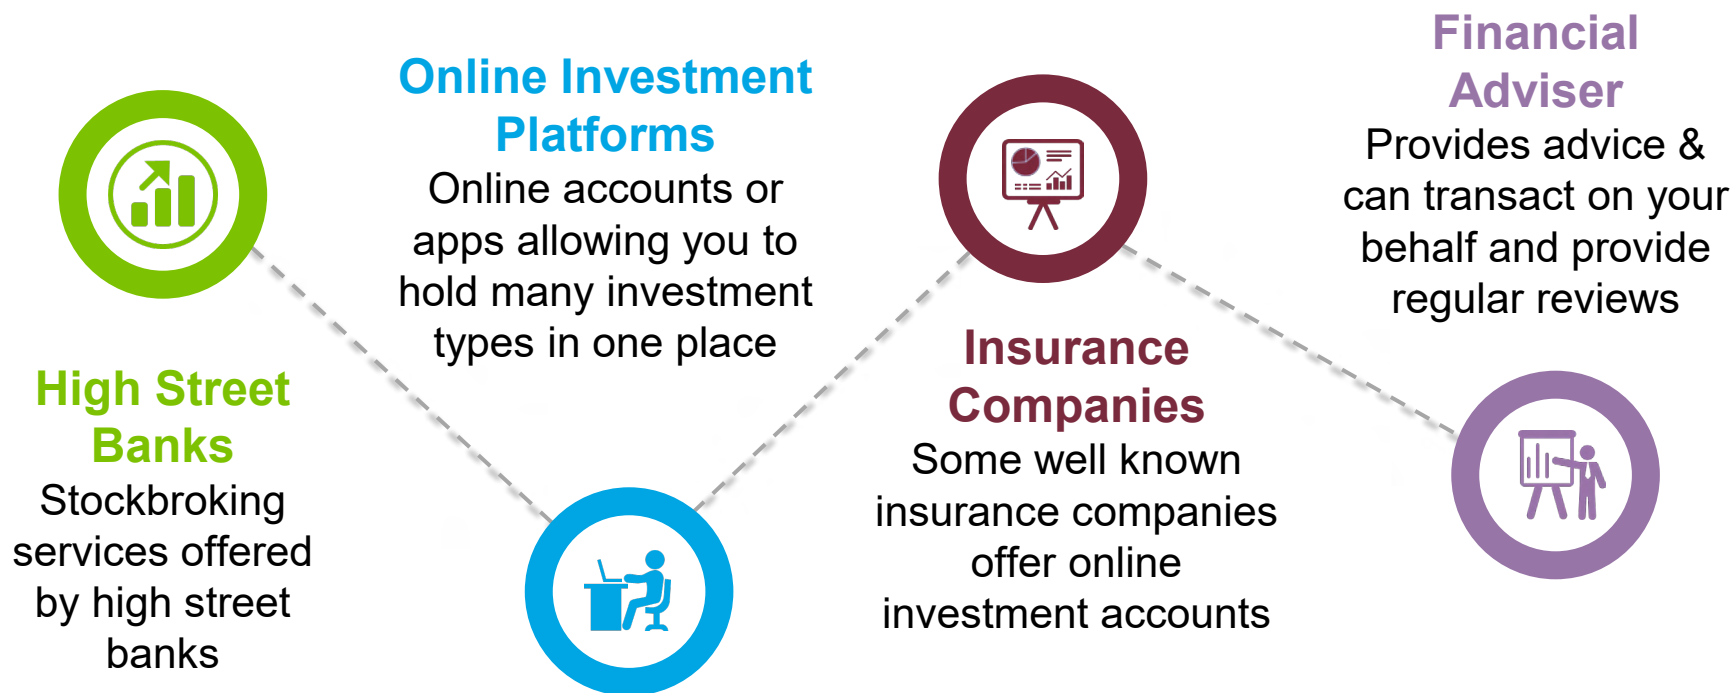 High Street
Banks
Stockbroking
services offered
by high street
banks
Online Investment
Platforms
Online accounts or
apps allowing you to
hold many investment
types in one place
Insurance
Companies
Some well known
insurance companies
offer online
investment accounts
Financial
Adviser
Provides advice &
can transact on your
behalf and provide
regular reviews